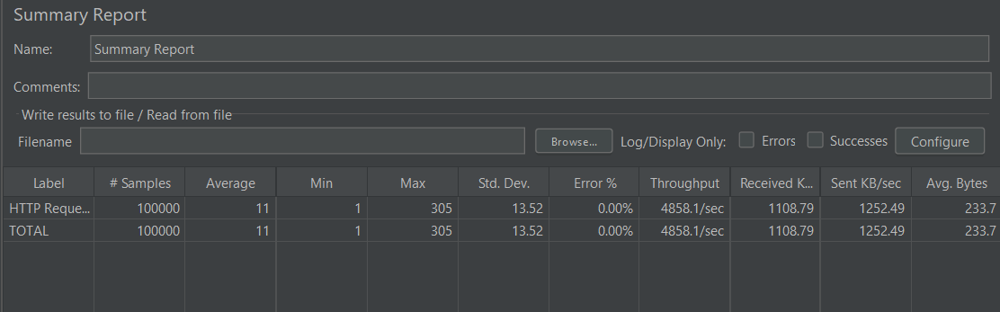 Summary Report
Name: Summary Report
Comments:
Write results to file / Read from file
Filename Browse... Log/Display Only: Errors Successes Configure
Label # Samples Average Min Max Std. Dev. Error % Throughput Received K... Sent KB/sec Avg. Bytes
HTTP Reque... 100000 11 1 305 13.52 0.00% 4858.1/sec 1108.79 1252.49 233.7
TOTAL 100000 11 1 305 13.52 0.00% 4858.1/sec 1108.79 1252.49 233.7